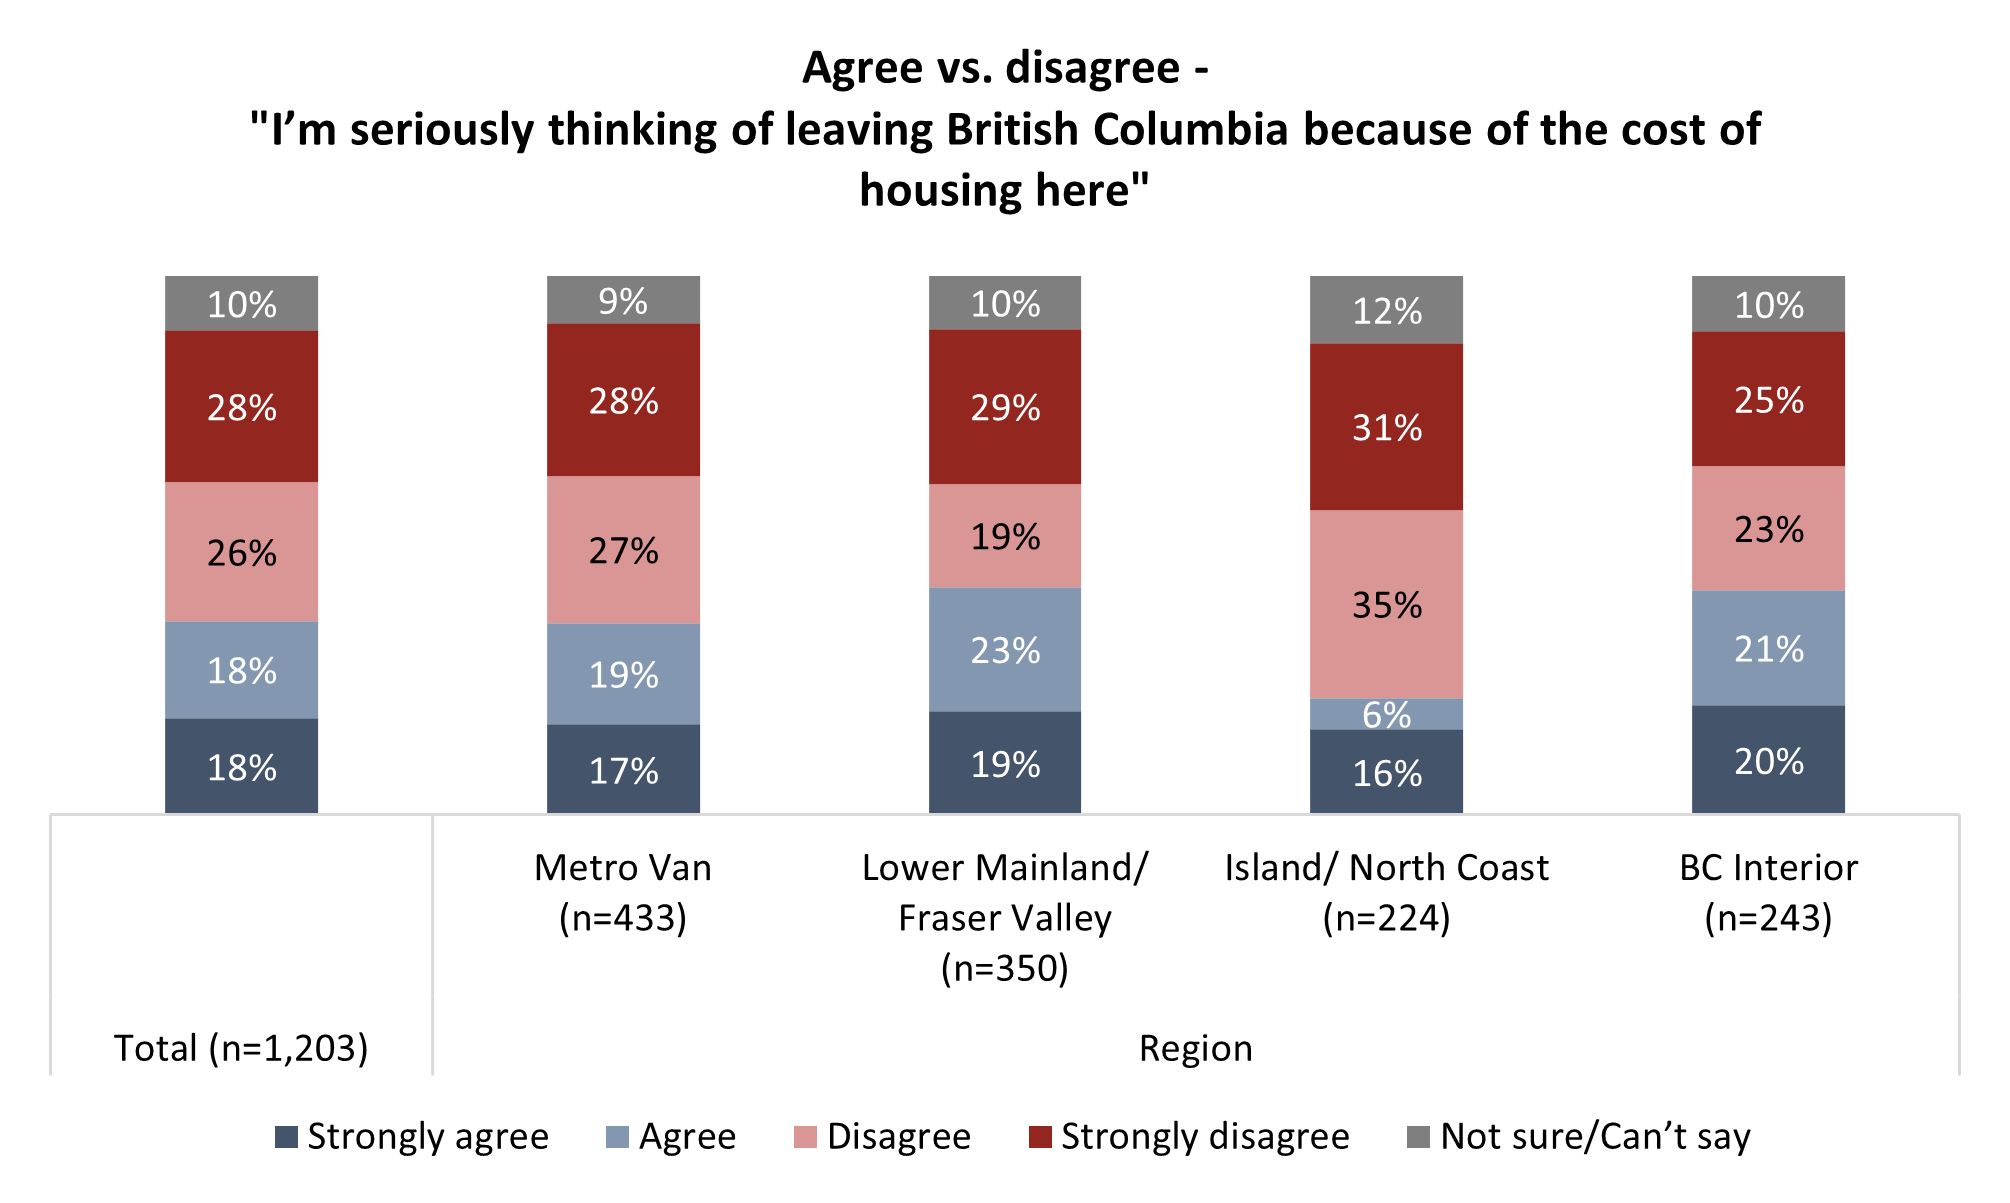 Agree vs. disagree -
"I’m seriously thinking of leaving British Columbia because of the cost of
housing here"
10%
9%
10%
12%
10%
28%
28%
29%
31%
25%
26%
27%
19%
35%
23%
18%
19%
23%
6%
21%
18%
17%
19%
16%
20%
Metro Van
(n=433)
Lower Mainland/
Fraser Valley
(n=350)
Island/ North Coast
(n=224)
BC Interior
(n=243)
Total (n=1,203)
Region
Strongly agree
Agree
Disagree
Strongly disagree
Not sure/Can’t say